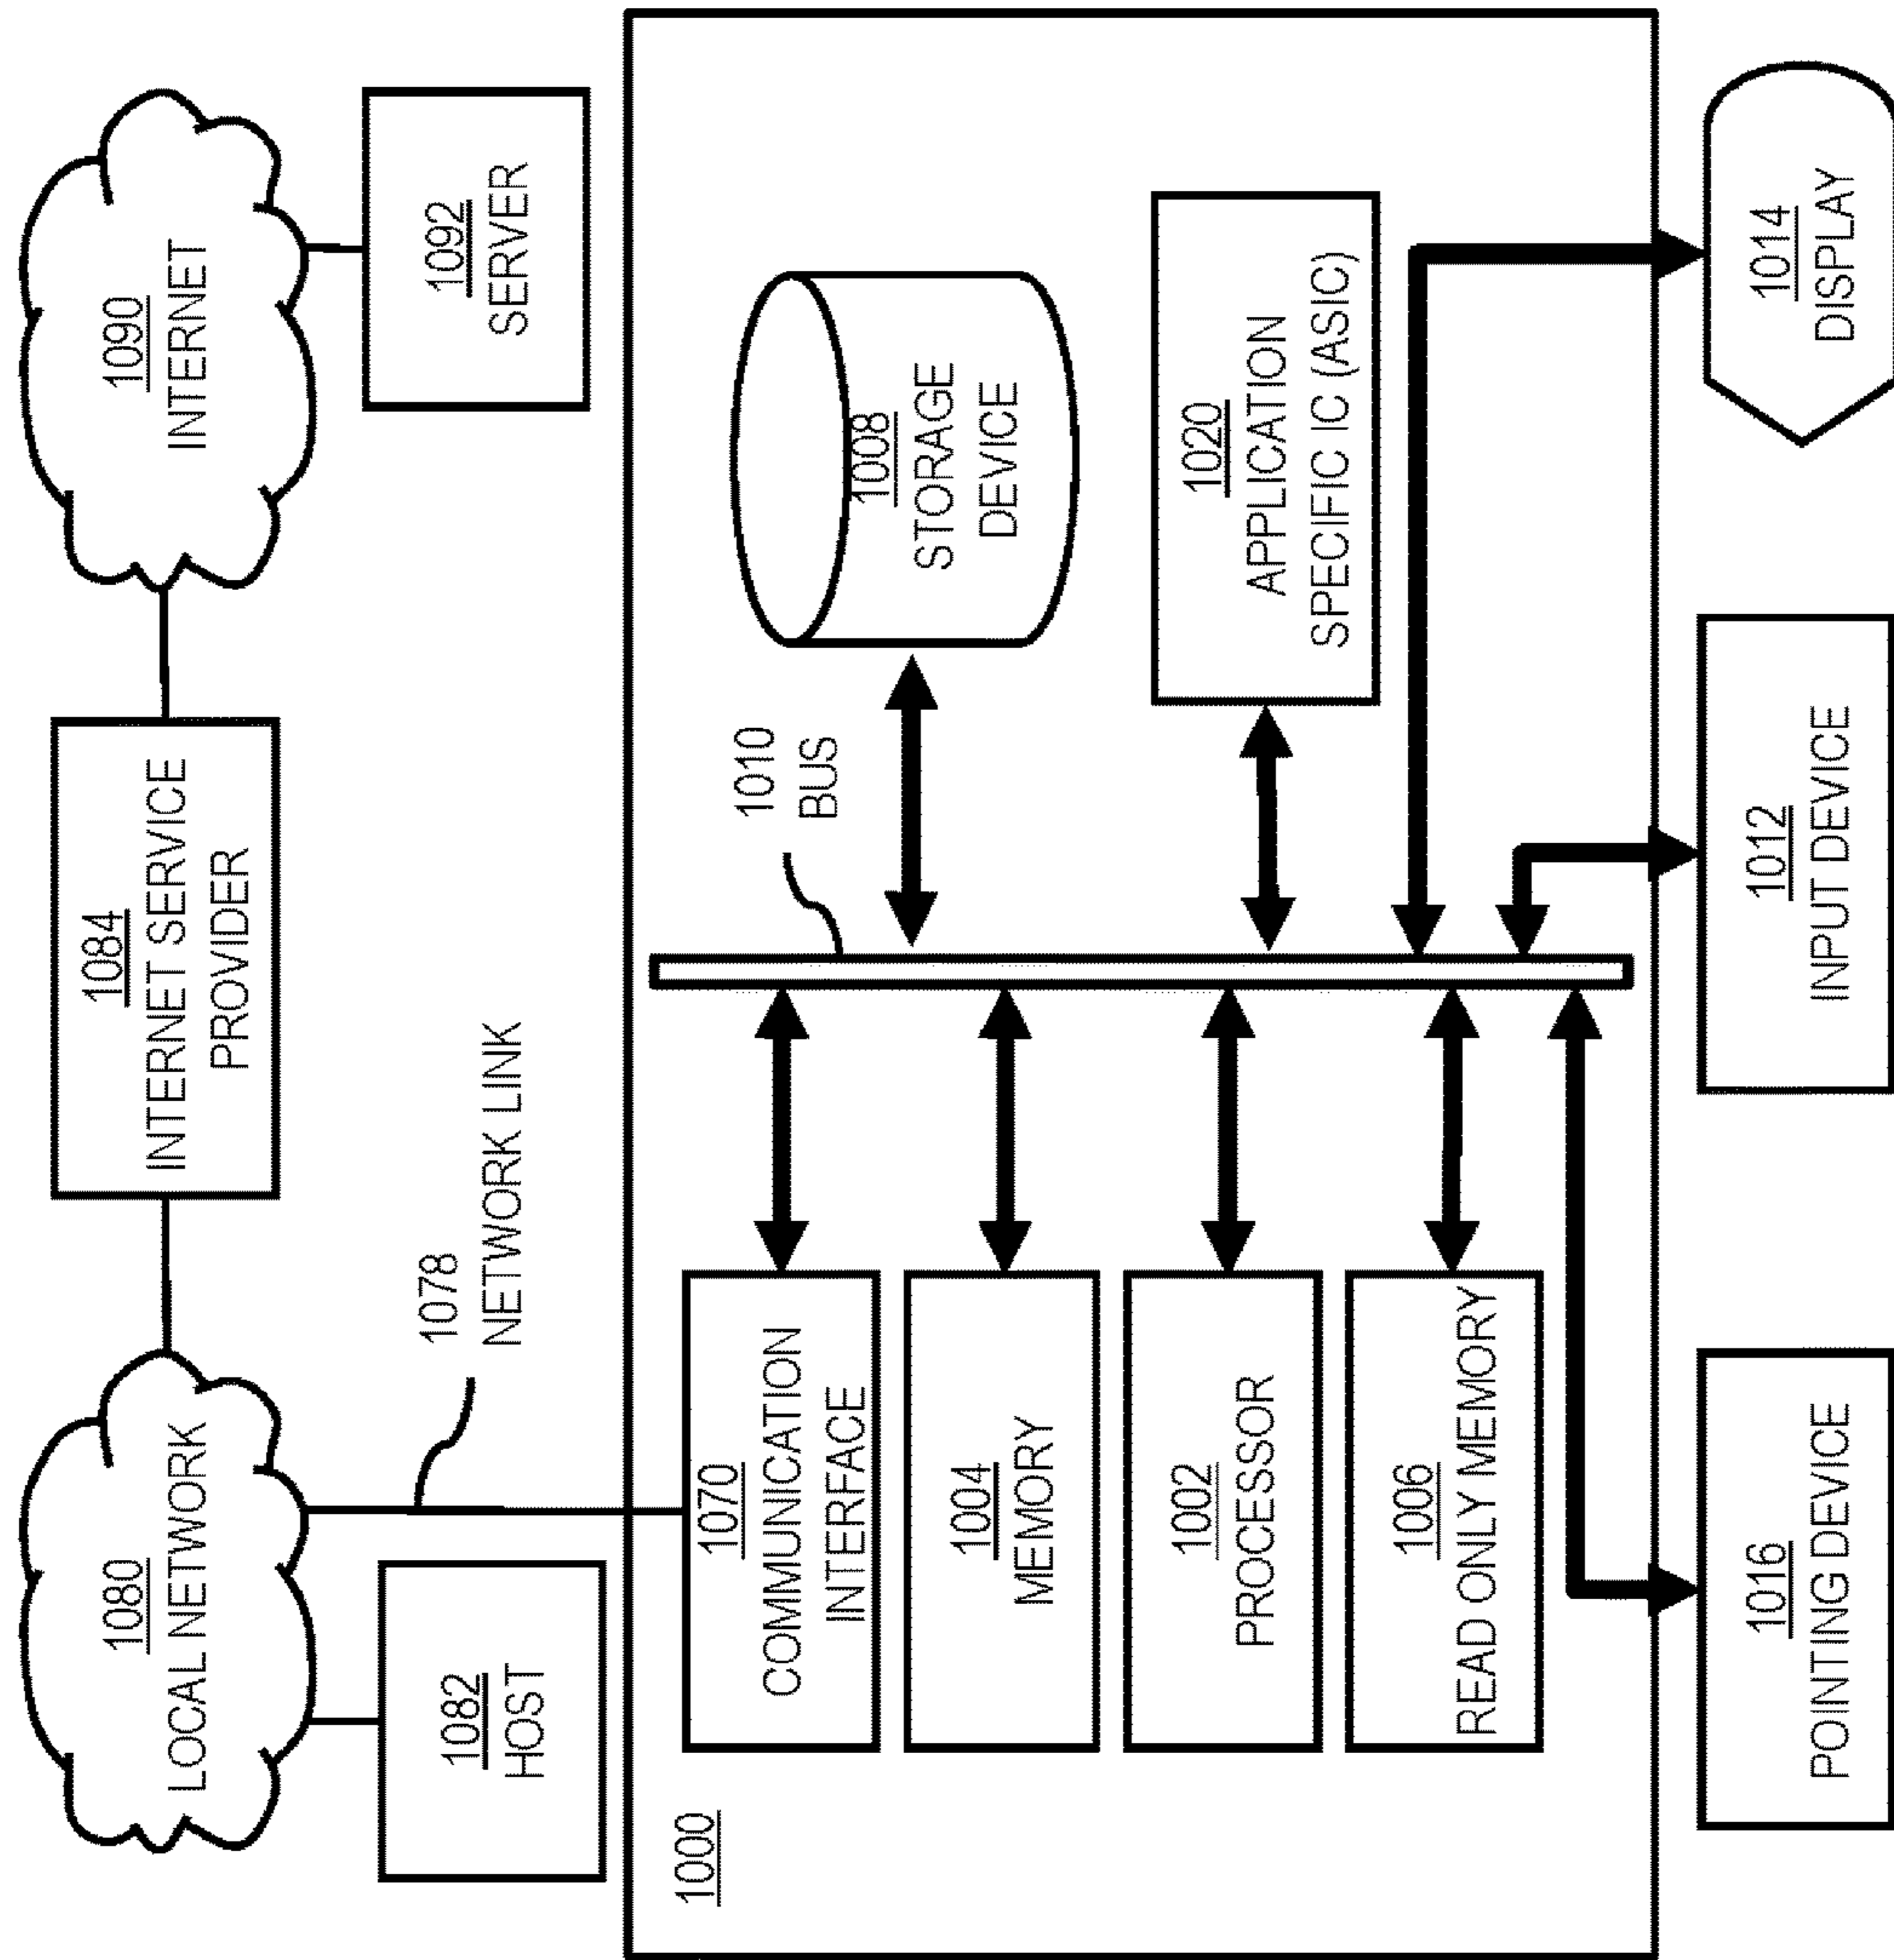 1080
LOCAL NETWORK
1084
INTERNET SERVICE
PROVIDER
1090
INTERNET
1082
HOST
1078
NETWORK LINK
1092
SERVER
1000
1070
COMMUNICATION
INTERFACE
1010
BUS
1008
STORAGE
DEVICE
1004
MEMORY
1002
PROCESSOR
1020
APPLICATION
SPECIFIC IC (ASIC)
1006
READ ONLY MEMORY
1016
POINTING DEVICE
1012
INPUT DEVICE
1014
DISPLAY